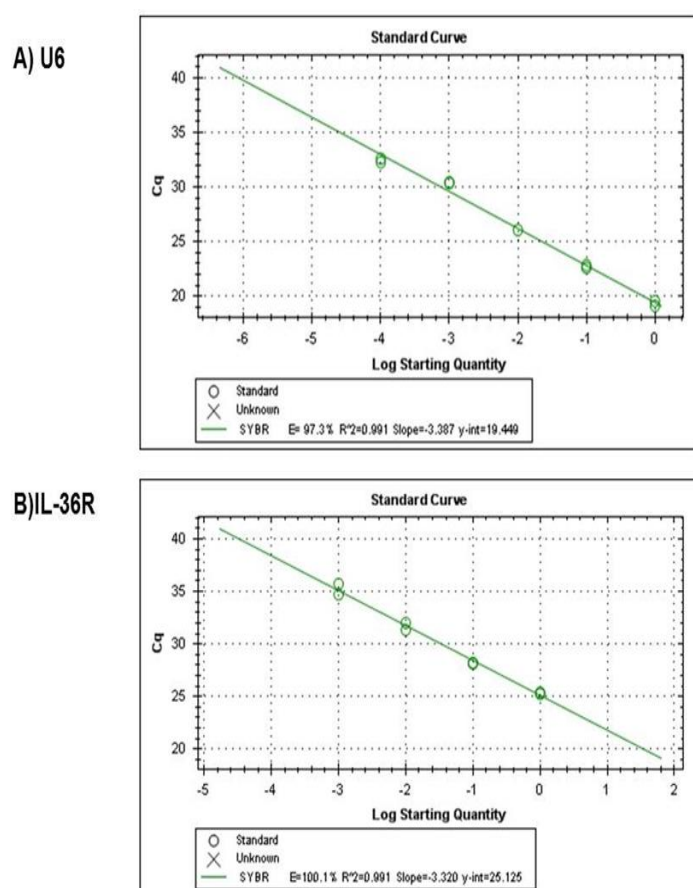 A) U6
Standard Curve
40
35
30
25
20
Cq
-6 -5 -4 -3 -2 -1 0
Log Starting Quantity
Standard
Unknown
SYBR E= 97.3% R^2=0.991 Slope=-3.387 y-int=19.449
B)IL-36R
Standard Curve
40
35
30
25
20
Cq
-5 -4 -3 -2 -1 0 1 2
Log Starting Quantity
Standard
Unknown
SYBR E=100.1% R^2=0.991 Slope=-3.320 y-int=25.125